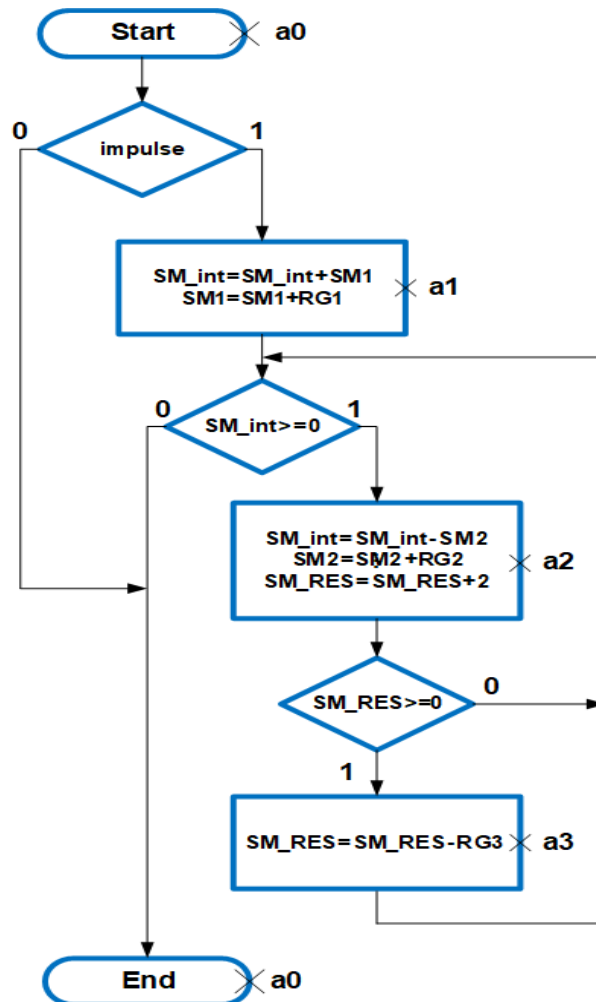 Start
a0
0
1
impulse
SM_int=SM_int+SM1
SM1=SM1+RG1
a1
0
1
SM_int>=0
SM_int=SM_int-SM2
SM2=SM2+RG2
SM_RES=SM_RES+2
a2
SM_RES>=0
0
1
SM_RES=SM_RES-RG3
a3
End
a0